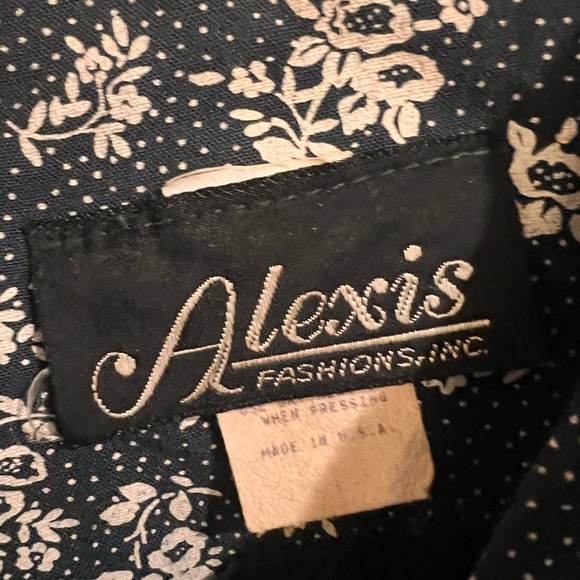 Alexis
FASHIONS, INC.
WHEN PRESSING
MADE IN U.S.A.